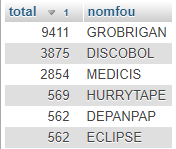 total 1 nomfou
9411 GROBRIGAN
3875 DISCOBOL
2854 MEDICIS
569 HURRYTAPE
562 DEPANPAP
562 ECLIPSE